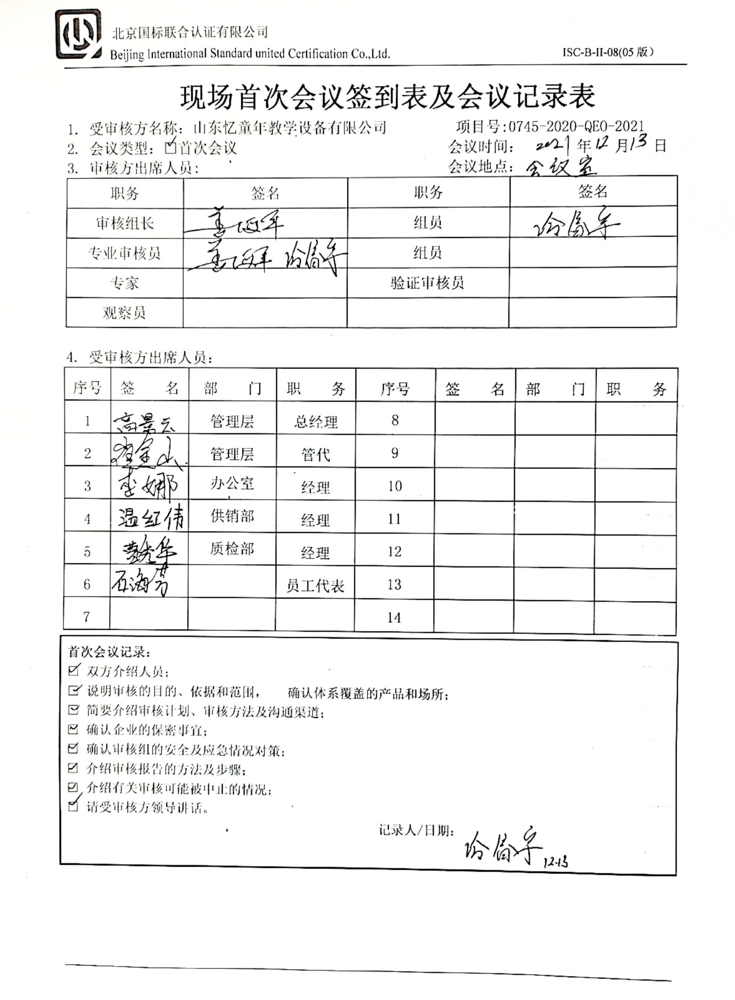 北京国标联合认证有限公司
Beijing International Standard united Certification Co.,Ltd.
ISC-B-II-08(05 版)
现场首次会议签到表及会议记录表
1. 受审核方名称: 山东忆童年教学设备有限公司 项目号:0745-2020-QEO-2021
2. 会议类型: ☑首次会议 会议时间: 2021 年 12 月 13 日
3. 审核方出席人员: 会议地点: 会议室
职务 签名 职务 签名
审核组长 姜海军 组员
专业审核员 姜海军 组员
专家 验证审核员
观察员
4. 受审核方出席人员:
序号 签 名 部 门 职 务 序号 签 名 部 门 职 务
1 高景云 管理层 总经理 8
2 管理层 管代 9
3 李娜 办公室 经理 10
4 温红伟 供销部 经理 11
5 质检部 经理 12
6 石海芳 员工代表 13
7 14
首次会议记录:
☑ 双方介绍人员;
☑ 说明审核的目的、依据和范围, 确认体系覆盖的产品和场所;
☑ 简要介绍审核计划、审核方法及沟通渠道;
☑ 确认企业的保密事宜;
☑ 确认审核组的安全及应急情况对策;
☑ 介绍审核报告的方法及步骤;
☑ 介绍有关审核可能被中止的情况;
☑ 请受审核方领导讲话。
记录人/日期: 12.13